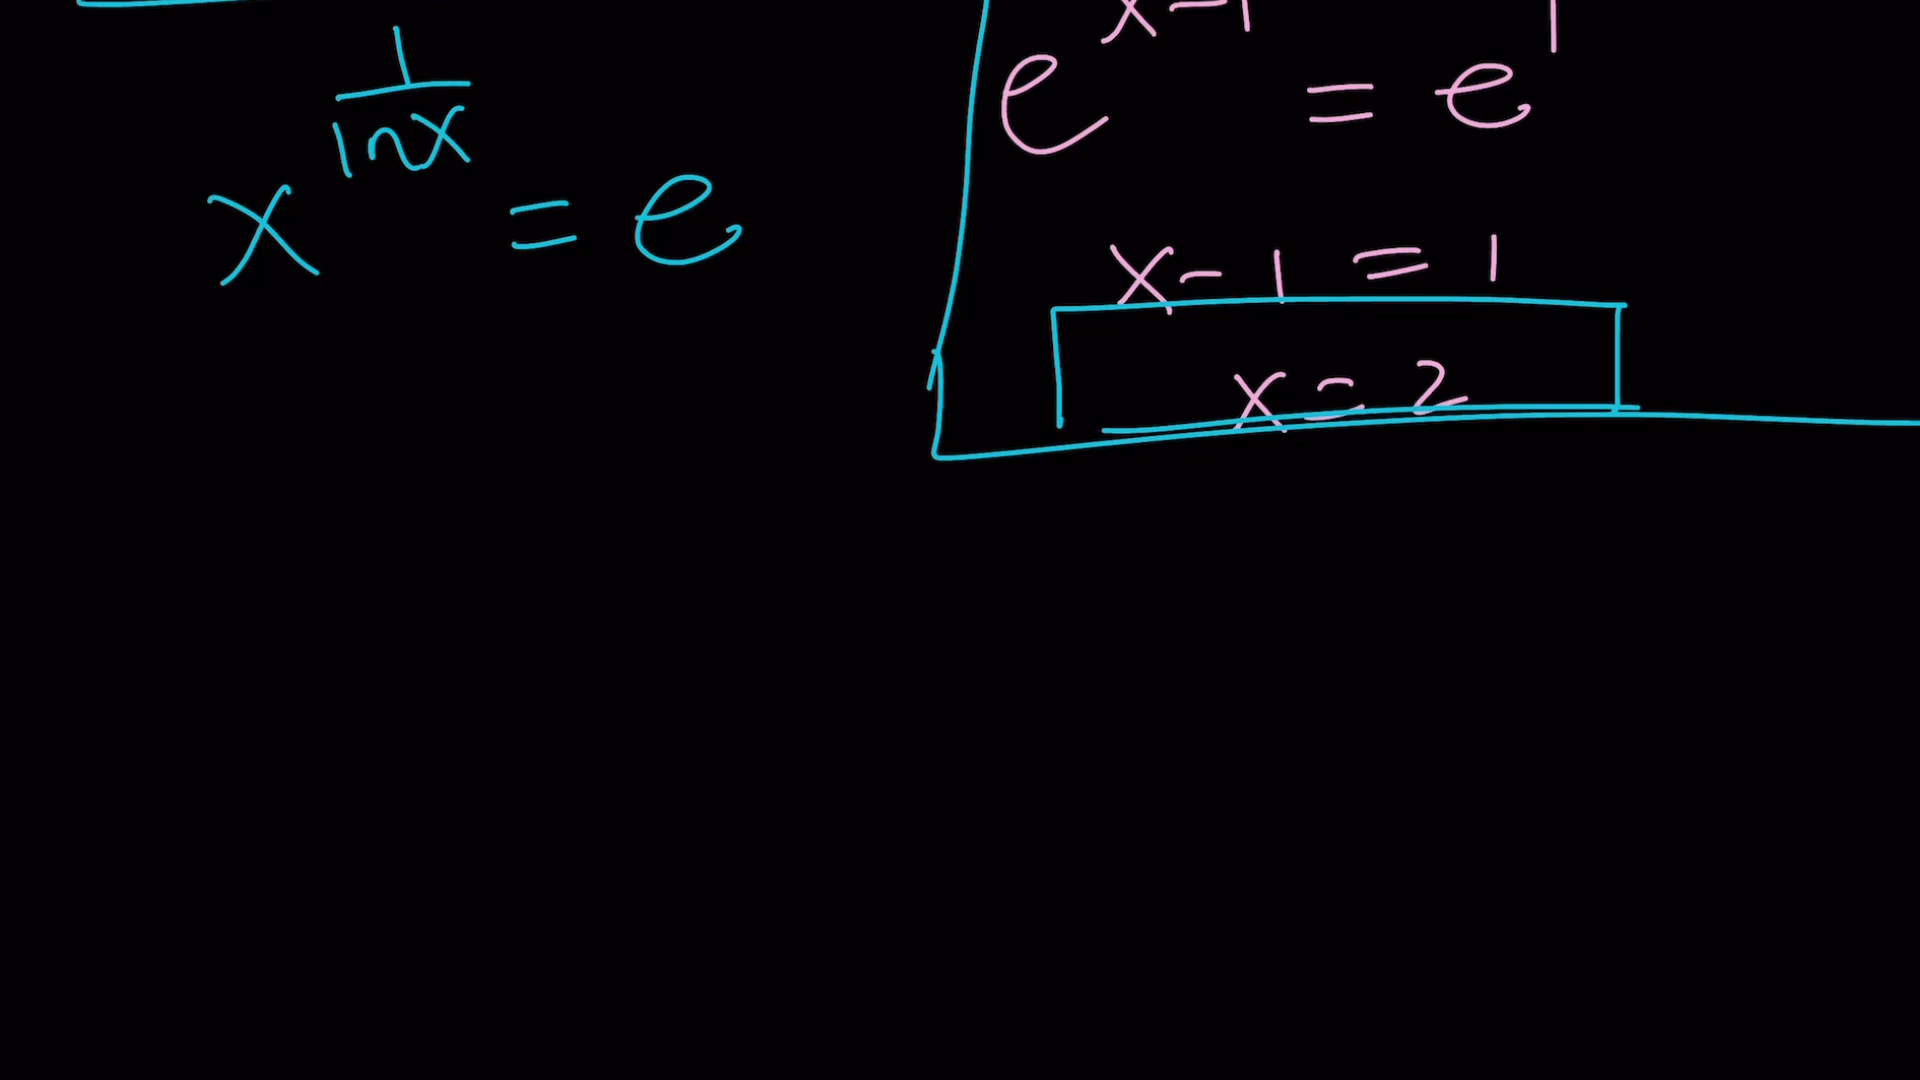 x^(1/lnx) = e
e^(x-1) = e^1
x-1 = 1
x = 2